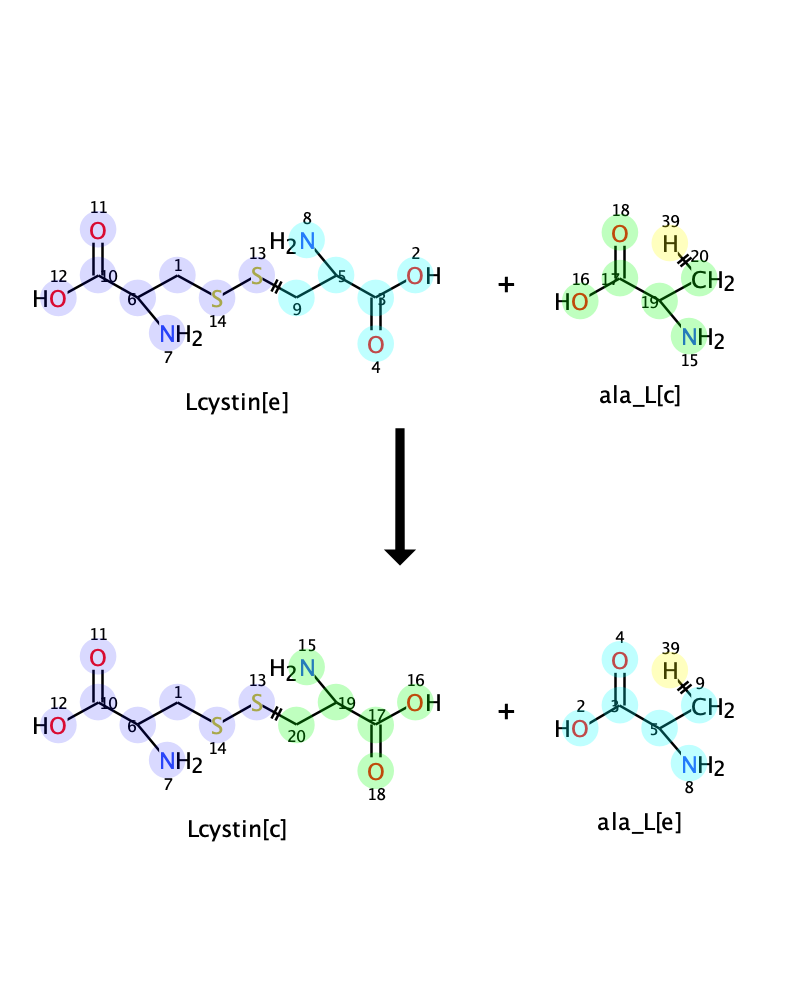 11 8 18 39
O H2N N 13 2 O H 20
12 10 1 S 5 OH + 16 17 CH2
HO 6 S 9 3 HO 19
NH2 14 O NH2
7 4 15
Lcystin[e] ala_L[c]
11 15 4 39
O H2N N 13 16 O H 9
12 10 1 S 19 OH + 2 3 CH2
HO 6 S 20 17 HO 5
NH2 14 O NH2
7 18 8
Lcystin[c] ala_L[e]